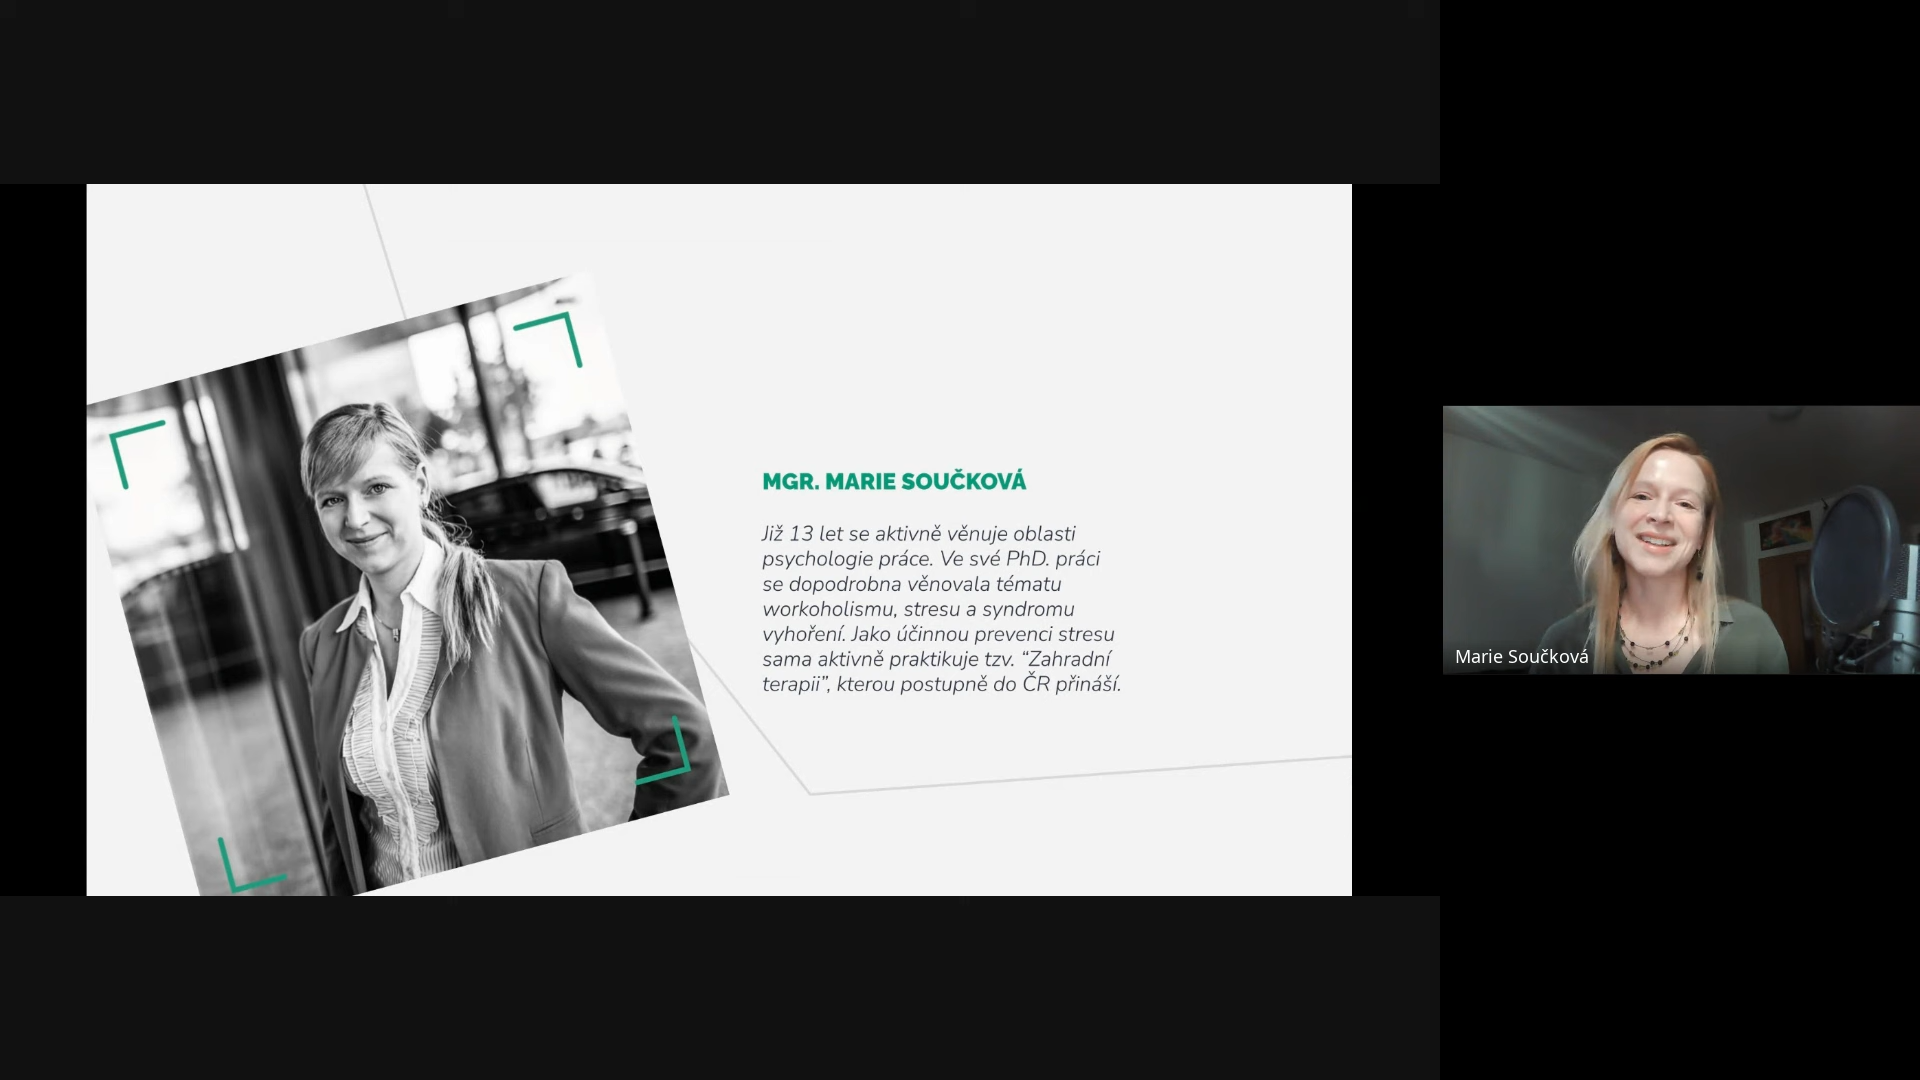 MGR. MARIE SOUČKOVÁ
Již 13 let se aktivně věnuje oblasti
psychologie práce. Ve své PhD. práci
se dopodrobna věnovala tématu
workoholismu, stresu a syndromu
vyhoření. Jako účinnou prevenci stresu
sama aktivně praktikuje tzv. “Zahradní
terapii”, kterou postupně do ČR přináší.
Marie Součková